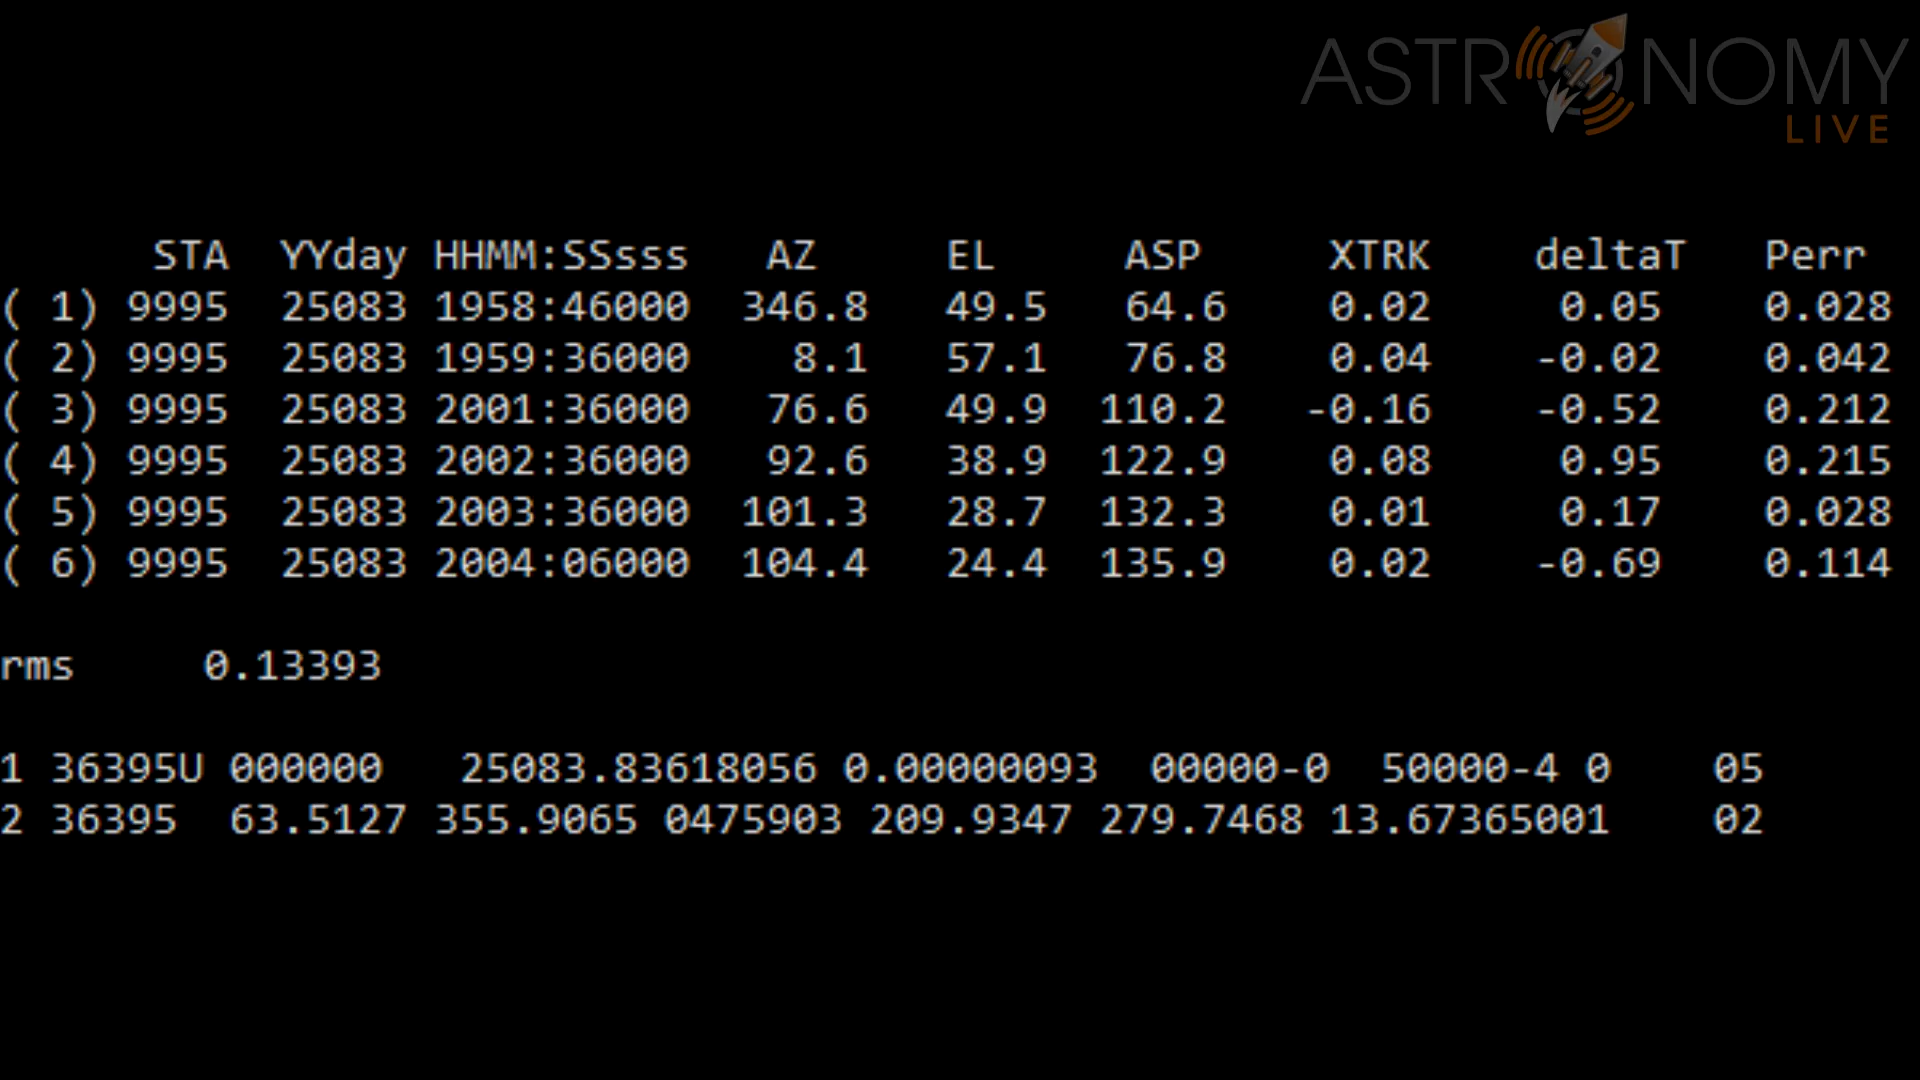 ASTRONOMY
LIVE
STA YYday HHMM:SSsss AZ EL ASP XTRK deltaT Perr
( 1) 9995 25083 1958:46000 346.8 49.5 64.6 0.02 0.05 0.028
( 2) 9995 25083 1959:36000 8.1 57.1 76.8 0.04 -0.02 0.042
( 3) 9995 25083 2001:36000 76.6 49.9 110.2 -0.16 -0.52 0.212
( 4) 9995 25083 2002:36000 92.6 38.9 122.9 0.08 0.95 0.215
( 5) 9995 25083 2003:36000 101.3 28.7 132.3 0.01 0.17 0.028
( 6) 9995 25083 2004:06000 104.4 24.4 135.9 0.02 -0.69 0.114
rms 0.13393
1 36395U 000000 25083.83618056 0.00000093 00000-0 50000-4 0 05
2 36395 63.5127 355.9065 0475903 209.9347 279.7468 13.67365001 02